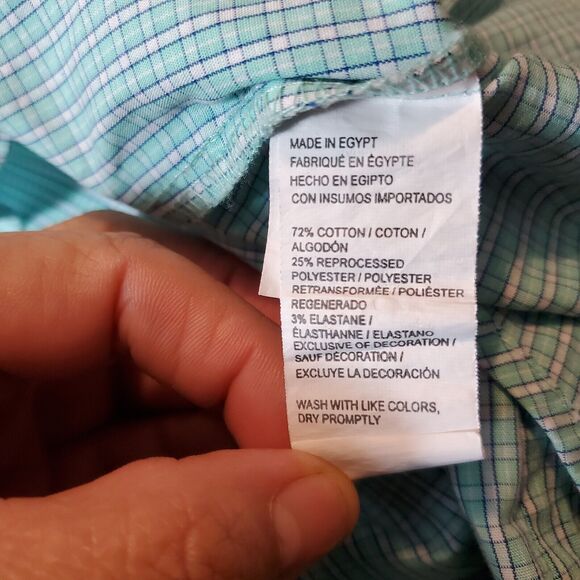 MADE IN EGYPT
FABRIQUÉ EN ÉGYPTE
HECHO EN EGIPTO
CON INSUMOS IMPORTADOS
72% COTTON / COTON /
ALGODÓN
25% REPROCESSED
POLYESTER / POLYESTER
RETRANSFORMÉE / POLIÉSTER
REGENERADO
3% ELASTANE /
ÉLASTHANNE / ELASTANO
EXCLUSIVE OF DECORATION /
SAUF DÉCORATION /
EXCLUYE LA DECORACIÓN
WASH WITH LIKE COLORS,
DRY PROMPTLY